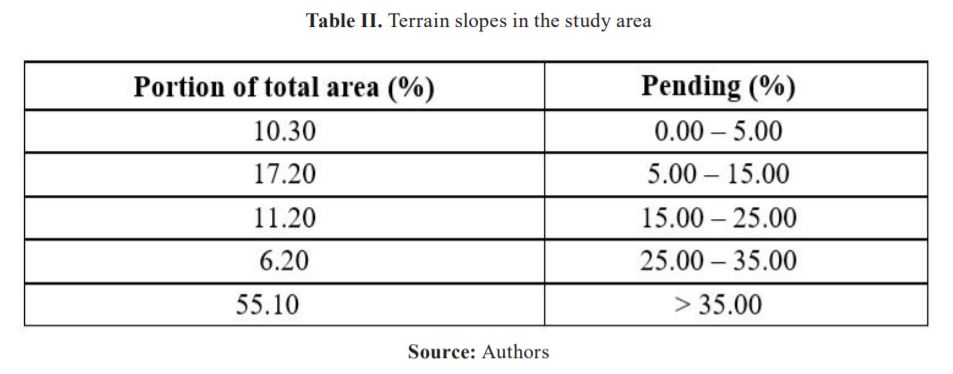 Table II. Terrain slopes in the study area
Portion of total area (%) Pending (%)
10.30 0.00 – 5.00
17.20 5.00 – 15.00
11.20 15.00 – 25.00
6.20 25.00 – 35.00
55.10 > 35.00
Source: Authors